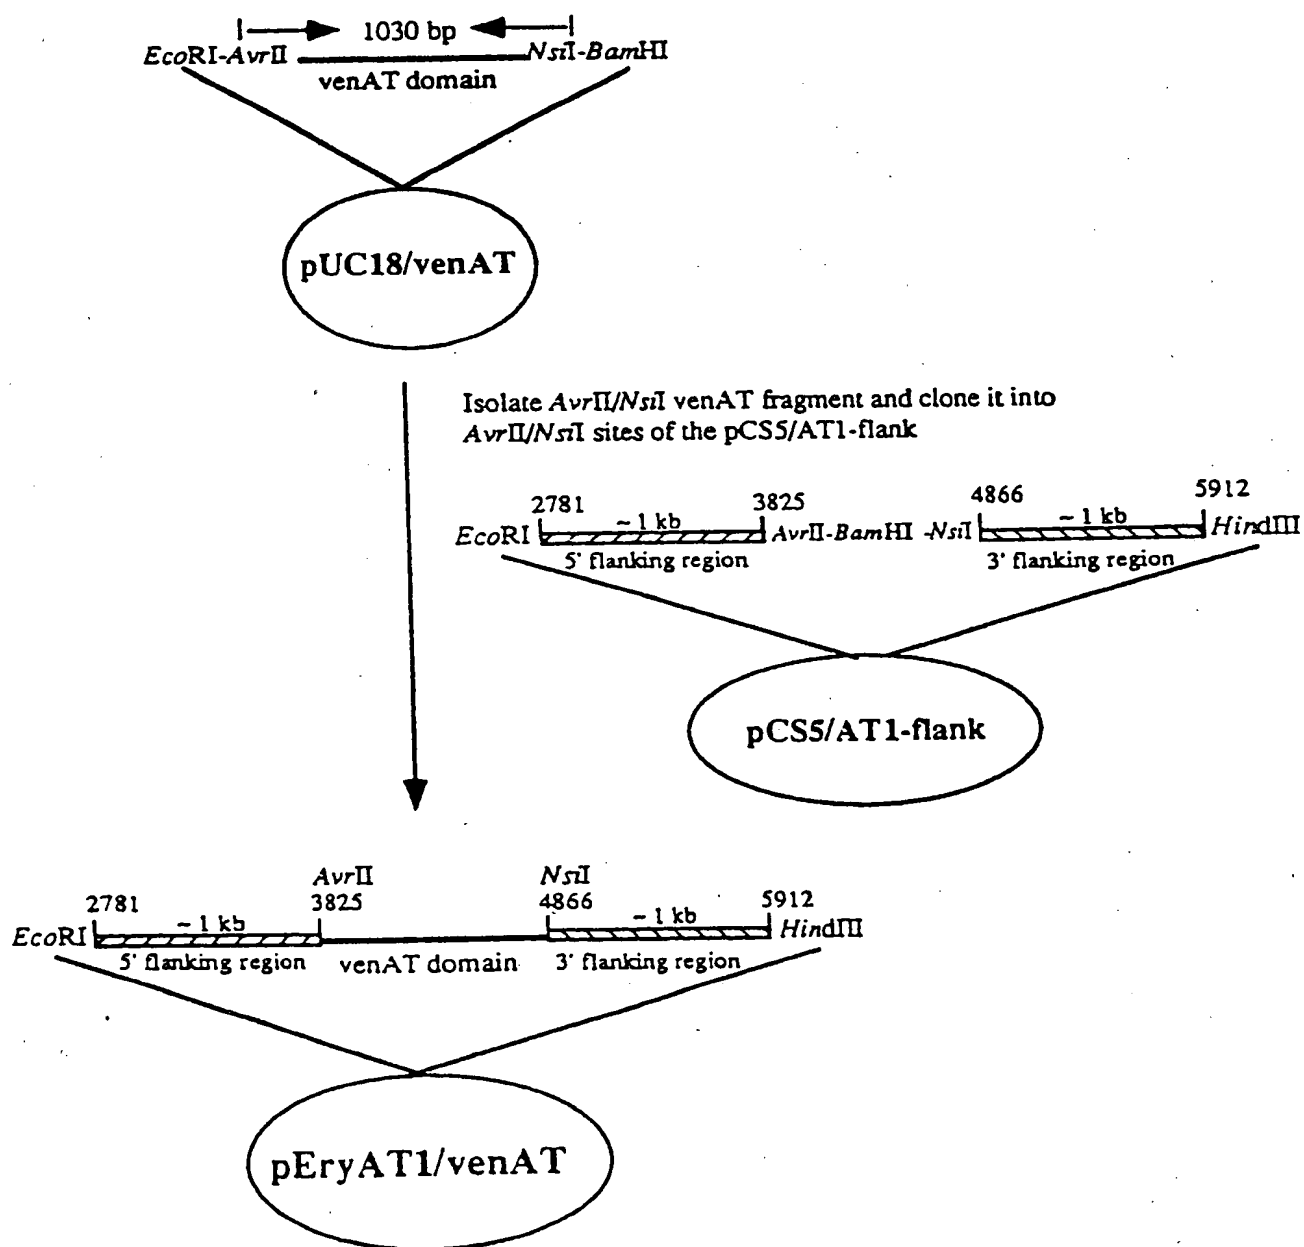 1030 bp
EcoRI-AvrII NsiI-BamHI
venAT domain
pUC18/venAT
Isolate AvrII/NsiI venAT fragment and clone it into
AvrII/NsiI sites of the pCS5/AT1-flank
2781 3825 4866 5912
EcoRI ~ 1 kb AvrII-BamHI -NsiI ~ 1 kb HindIII
5' flanking region 3' flanking region
pCS5/AT1-flank
AvrII NsiI
2781 3825 4866 5912
EcoRI ~ 1 kb ~ 1 kb HindIII
5' flanking region venAT domain 3' flanking region
pEryAT1/venAT